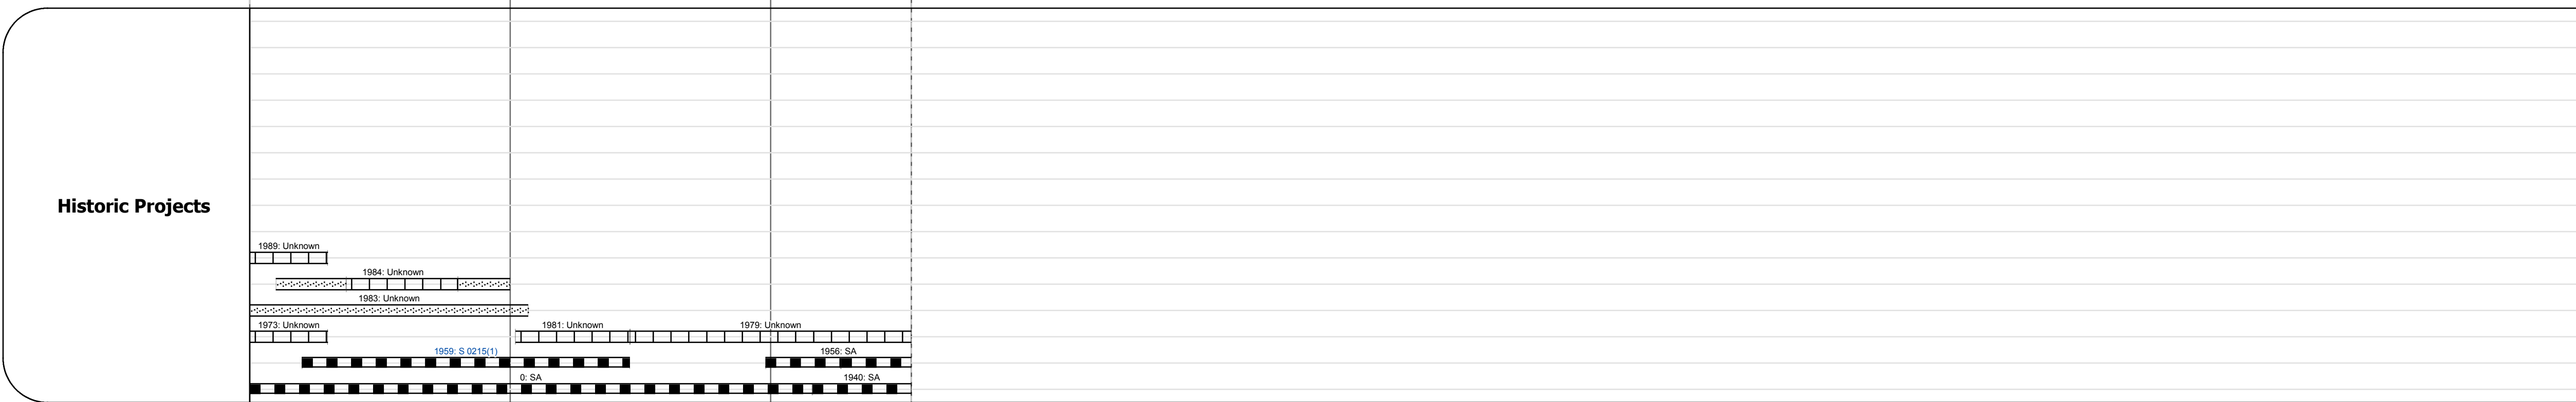 Historic Projects
1989: Unknown
1984: Unknown
1983: Unknown
1973: Unknown
1981: Unknown
1979: Unknown
1959: S 0215(1)
1956: SA
0: SA
1940: SA